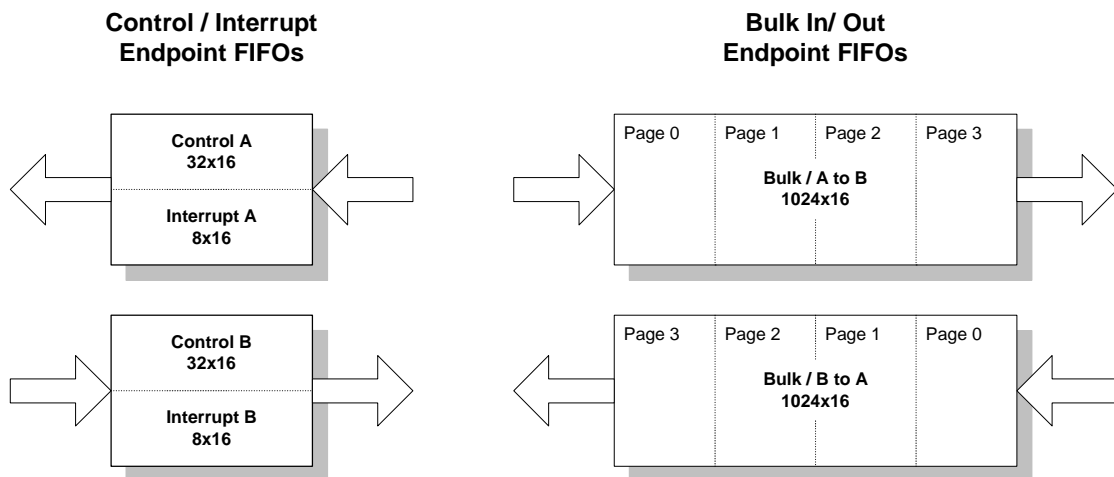 Control / Interrupt
Endpoint FIFOs
Bulk In/ Out
Endpoint FIFOs
Control A
32x16
Interrupt A
8x16
Page 0
Page 1
Page 2
Page 3
Bulk / A to B
1024x16
Control B
32x16
Interrupt B
8x16
Page 3
Page 2
Page 1
Page 0
Bulk / B to A
1024x16